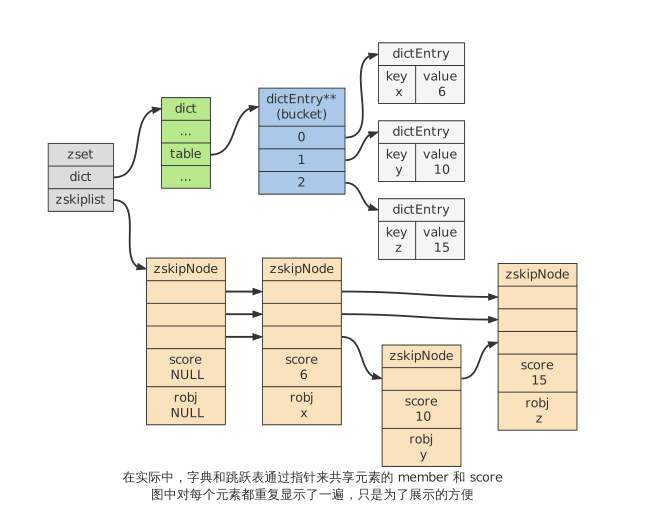 dictEntry
key
x
value
6
dict
...
table
...
dictEntry**
(bucket)
0
1
2
dictEntry
key
y
value
10
zset
dict
zskiplist
dictEntry
key
z
value
15
zskipNode
score
NULL
robj
NULL
zskipNode
score
6
robj
x
zskipNode
score
10
robj
y
zskipNode
score
15
robj
z
在实际中，字典和跳跃表通过指针来共享元素的 member 和 score
图中对每个元素都重复显示了一遍，只是为了展示的方便